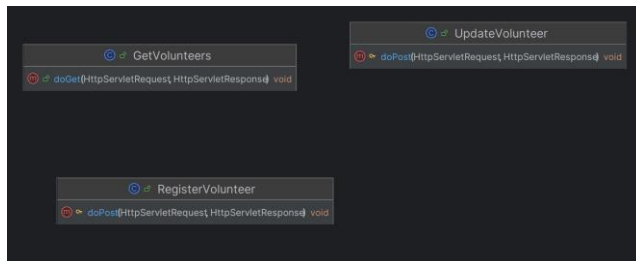 UpdateVolunteer
doPost(HttpServletRequest, HttpServletResponse) void
GetVolunteers
doGet(HttpServletRequest, HttpServletResponse) void
RegisterVolunteer
doPost(HttpServletRequest, HttpServletResponse) void